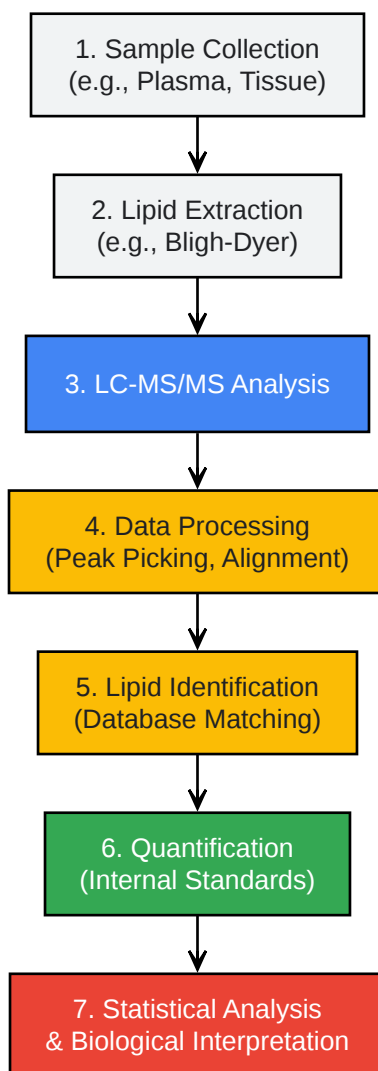 1. Sample Collection
(e.g., Plasma, Tissue)
2. Lipid Extraction
(e.g., Bligh-Dyer)
3. LC-MS/MS Analysis
4. Data Processing
(Peak Picking, Alignment)
5. Lipid Identification
(Database Matching)
6. Quantification
(Internal Standards)
7. Statistical Analysis
& Biological Interpretation